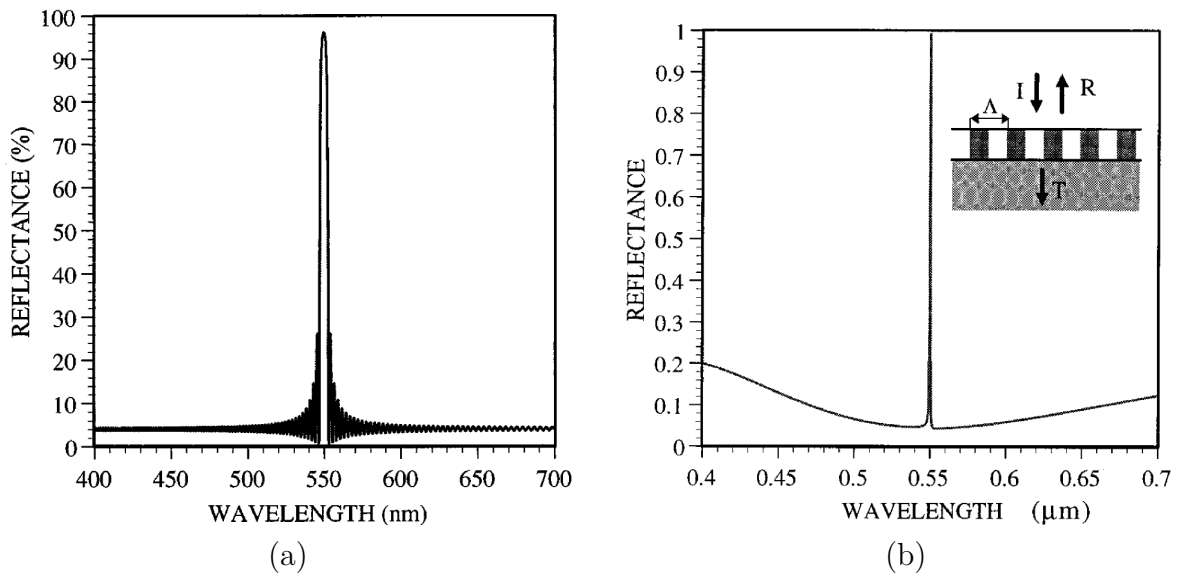 100
90
80
70
60
50
40
30
20
10
0
REFLECTANCE (%)
400 450 500 550 600 650 700
WAVELENGTH (nm)
(a)
1
0.9
0.8
0.7
0.6
0.5
0.4
0.3
0.2
0.1
0
REFLECTANCE
I R
Λ
T
0.4 0.45 0.5 0.55 0.6 0.65 0.7
WAVELENGTH (μm)
(b)